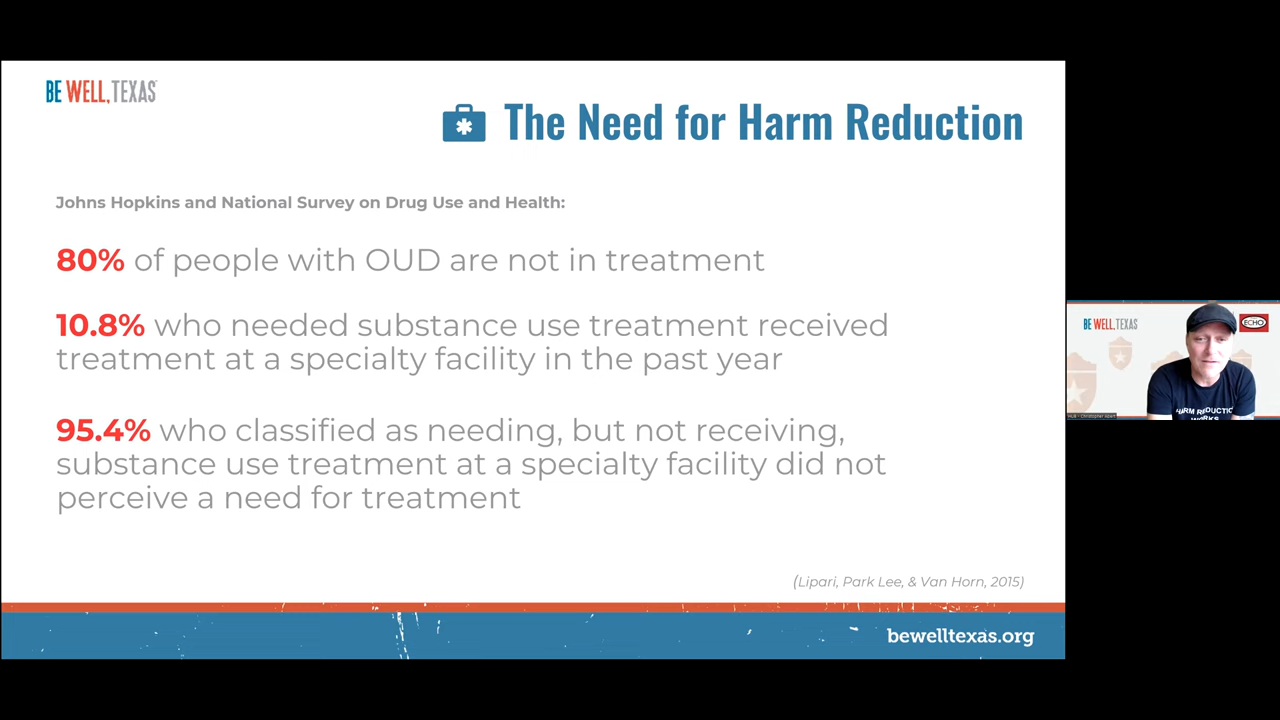 BE WELL, TEXAS
The Need for Harm Reduction
Johns Hopkins and National Survey on Drug Use and Health:
80% of people with OUD are not in treatment
10.8% who needed substance use treatment received
treatment at a specialty facility in the past year
95.4% who classified as needing, but not receiving,
substance use treatment at a specialty facility did not
perceive a need for treatment
(Lipari, Park Lee, & Van Horn, 2015)
bewelltexas.org
BE WELL, TEXAS
ECHO
HARM REDUCTIO
WORKS